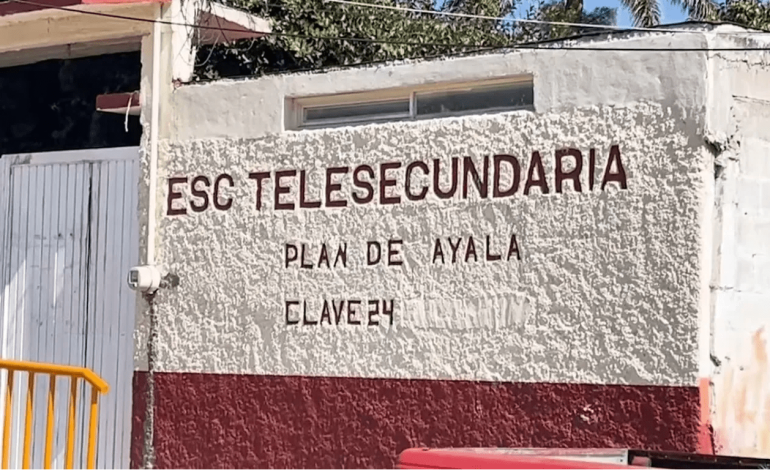 ESC TELESECUNDARIA
PLAN DE AYALA
CLAVE 24